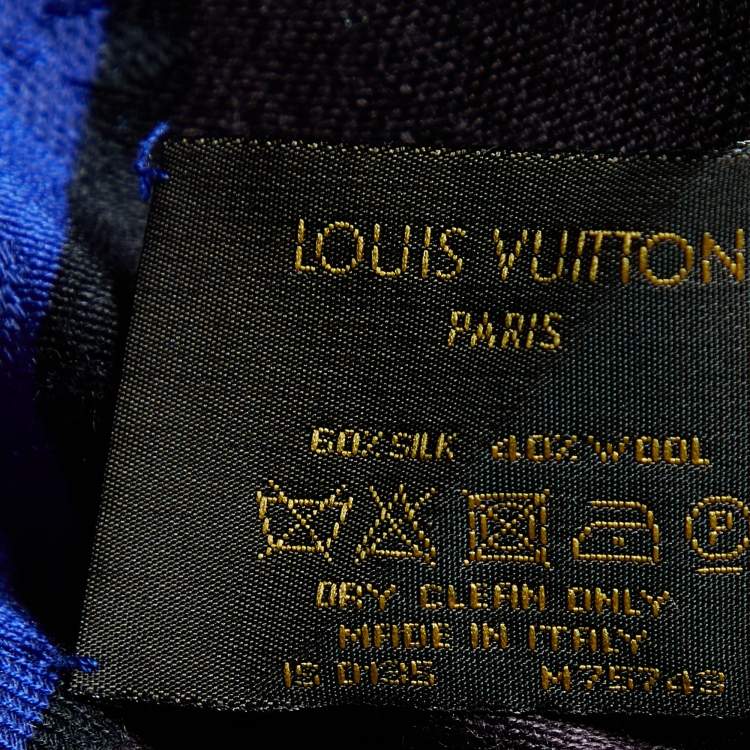 LOUIS VUITTON
PARIS
60% SILK 40% WOOL
P
DRY CLEAN ONLY
MADE IN ITALY
IS 0135 M75743